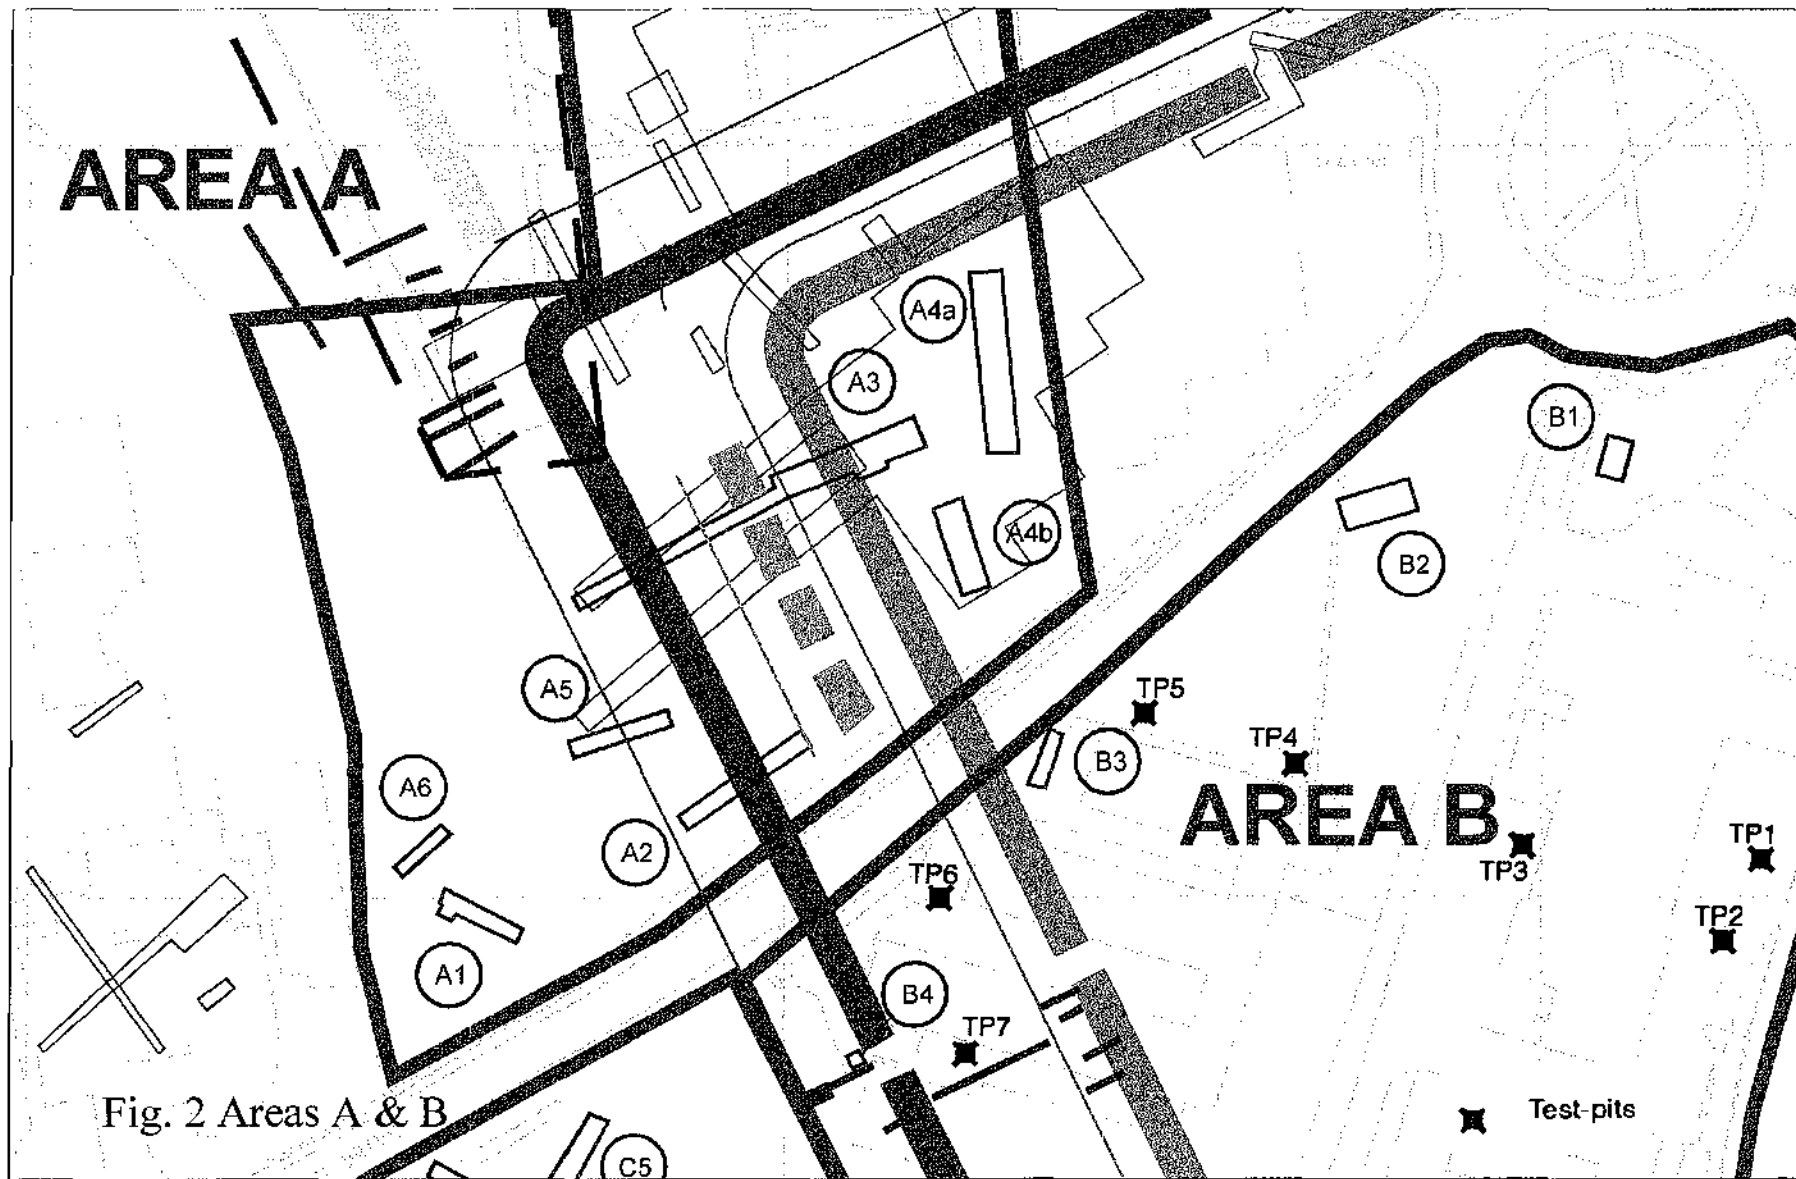 AREA A
A4a
A3
B1
A4b
B2
A5
TP5
TP4
B3
A6
AREA B
TP1
A2
TP3
TP6
TP2
A1
B4
TP7
Fig. 2 Areas A & B
Test-pits
C5